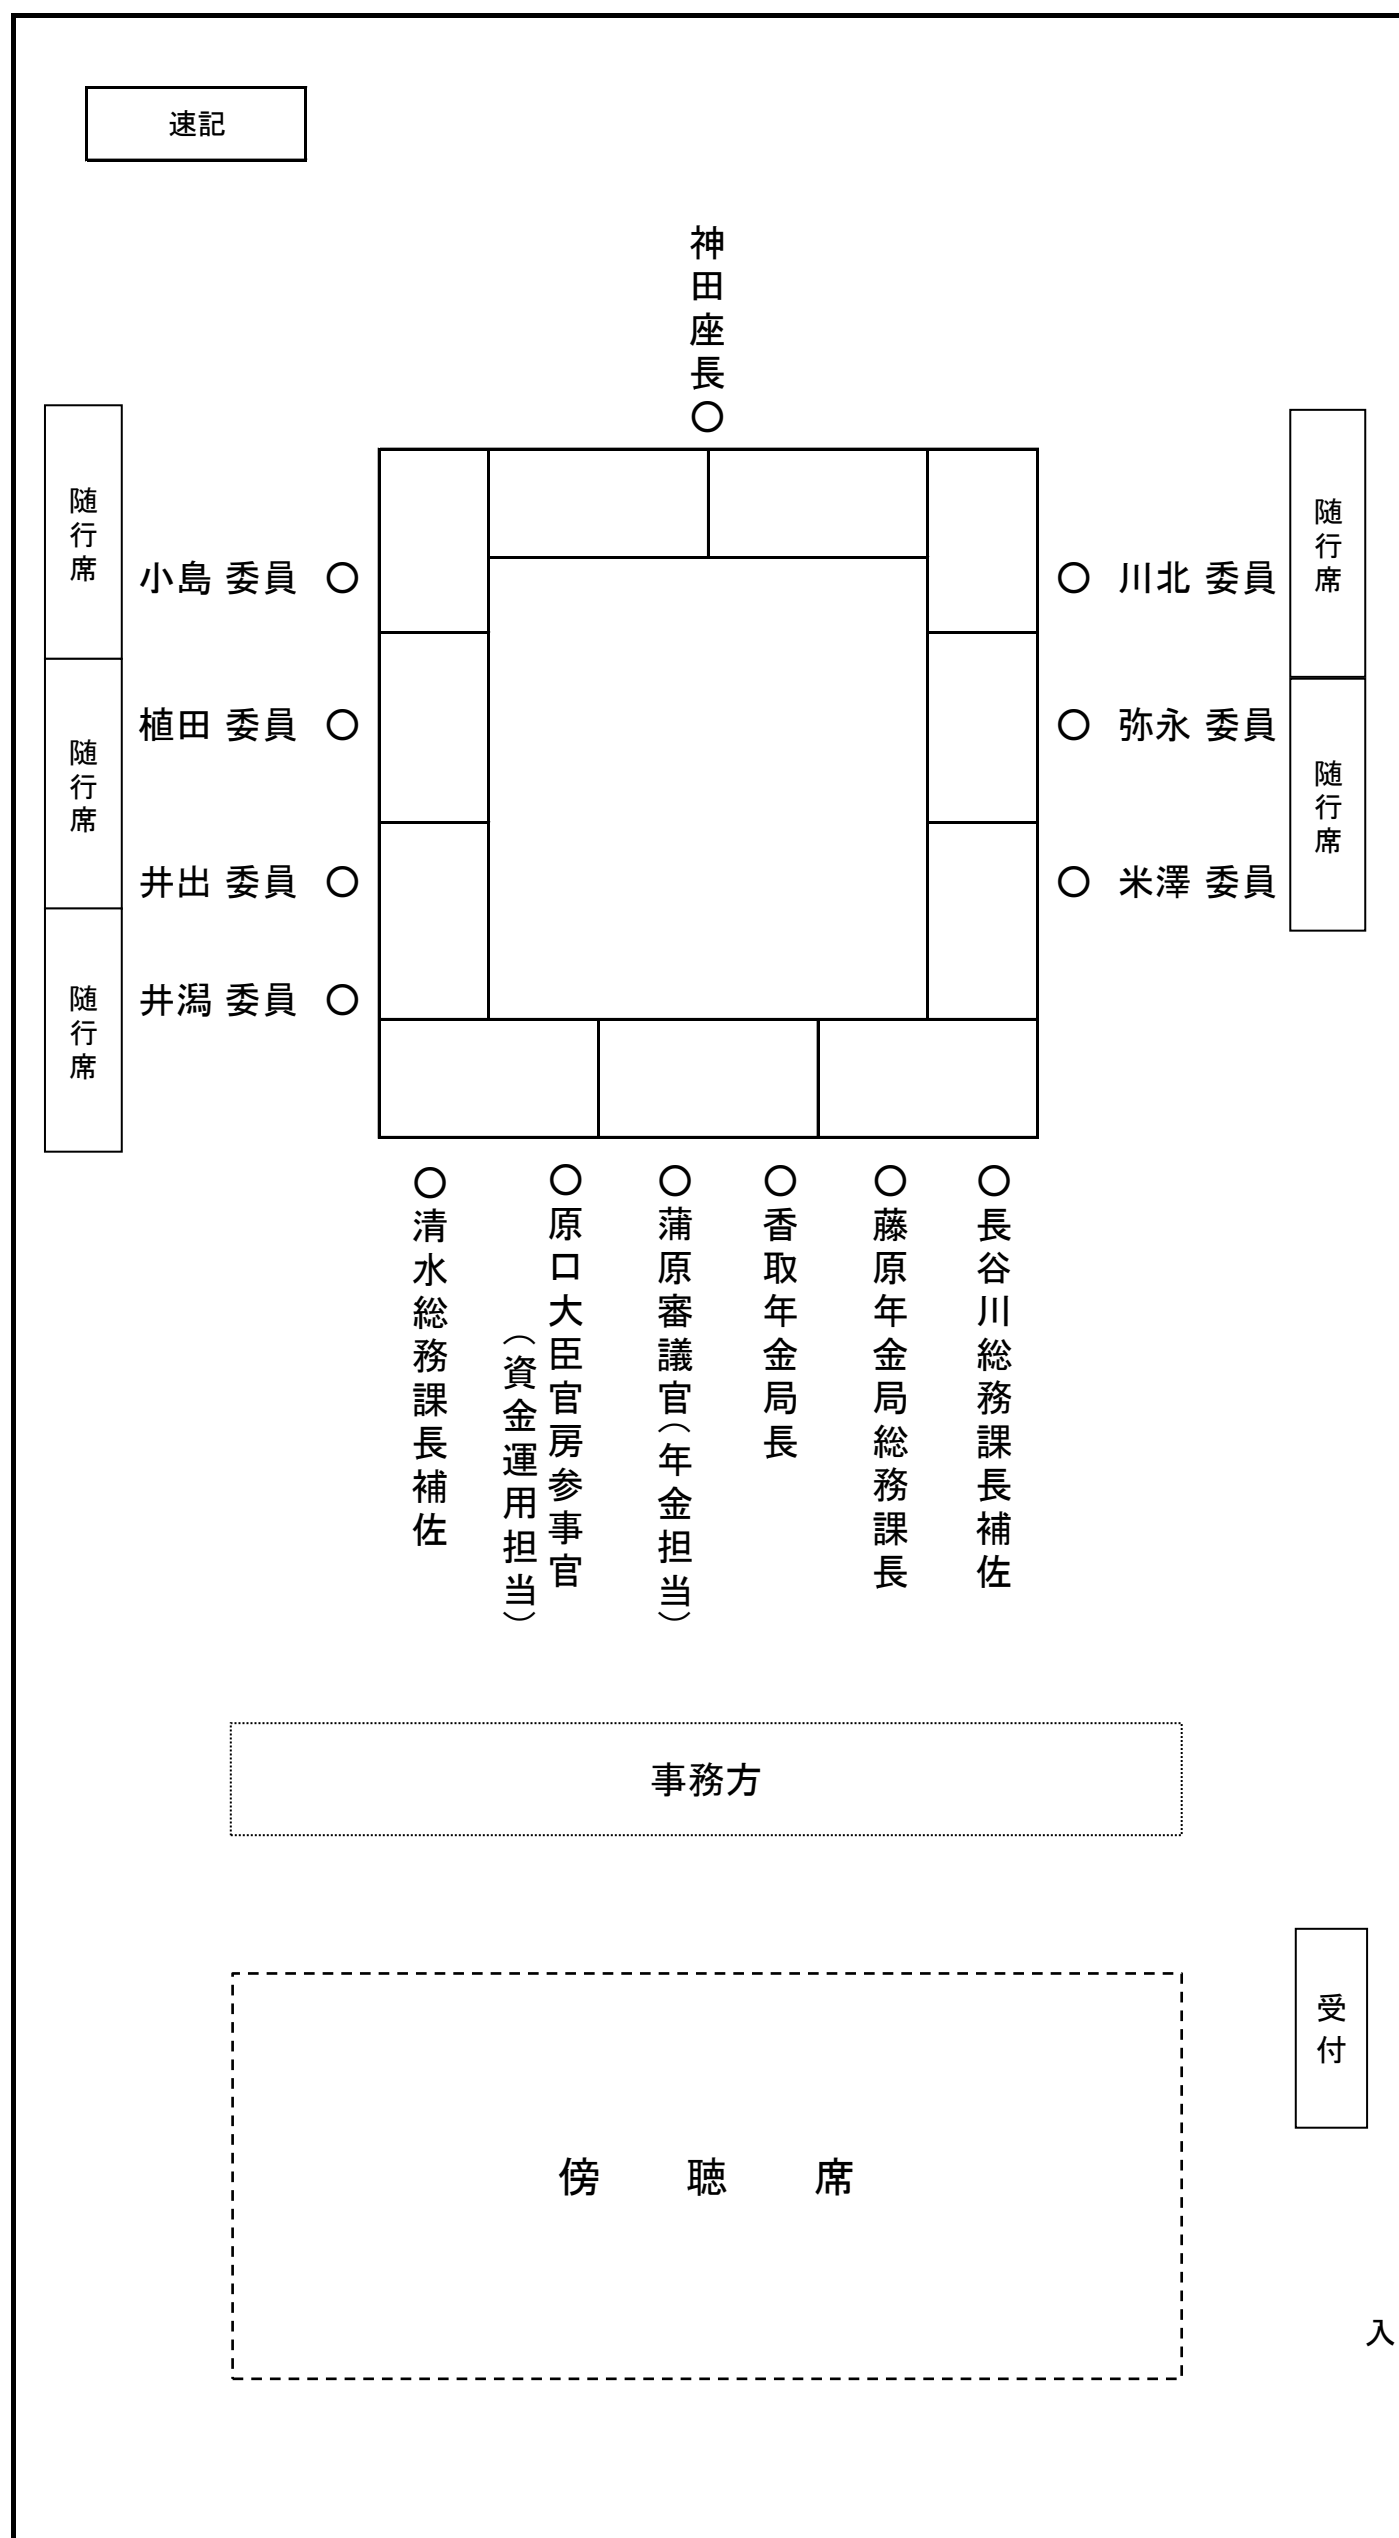 速記
神田座長○
随行席
随行席
随行席
小島 委員 ○
植田 委員 ○
井出 委員 ○
井潟 委員 ○
○ 川北 委員
○ 弥永 委員
○ 米澤 委員
随行席
随行席
○長谷川総務課長補佐
○藤原年金局総務課長
○香取年金局長
○蒲原審議官(年金担当)
○原口大臣官房参事官
(資金運用担当)
○清水総務課長補佐
事務方
受付
傍 聴 席
入